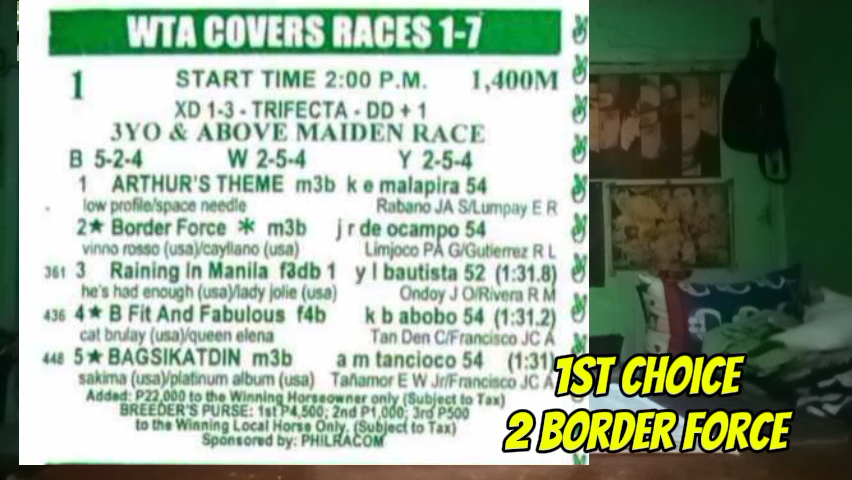 WTA COVERS RACES 1-7
1 START TIME 2:00 P.M. 1,400M
XD 1-3 - TRIFECTA - DD + 1
3YO & ABOVE MAIDEN RACE
B 5-2-4 W 2-5-4 Y 2-5-4
1 ARTHUR'S THEME m3b k e malapira 54
low profile/space needle Rabano JA S/Lumpay E R
2★ Border Force * m3b j r de ocampo 54
vinno rosso (usa)/cayliano (usa) Limjoco PA G/Gutierrez R L
361 3 Raining In Manila f3db 1 y l bautista 52 (1:31.8)
he's had enough (usa)/lady jolie (usa) Ondoy J O/Rivera R M
436 4★ B Fit And Fabulous f4b k b abobo 54 (1:31.2)
cat brulay (usa)/queen elena Tan Den C/Francisco JC A
448 5★ BAGSIKATDIN m3b a m tancioco 54 (1:31)
sakima (usa)/platinum album (usa) Tañamor E W Jr/Francisco JC A
Added: P22,000 to the Winning Horseowner only (Subject to Tax)
BREEDER'S PURSE: 1st P4,500; 2nd P1,000; 3rd P500
to the Winning Local Horse Only. (Subject to Tax)
Sponsored by: PHILRACOM
1ST CHOICE
2 BORDER FORCE